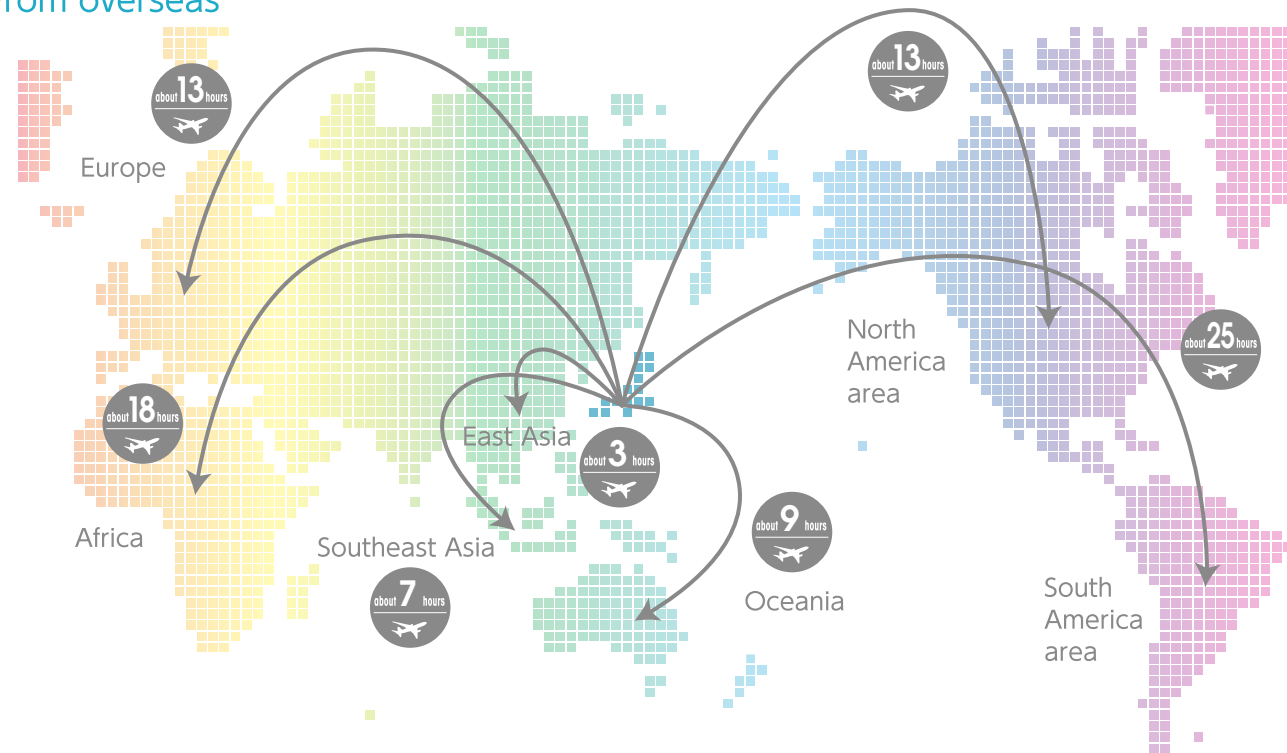 from overseas
about 13 hours
about 13 hours
Europe
North
America
area
about 25 hours
about 18 hours
East Asia
about 3 hours
Africa
Southeast Asia
about 9 hours
about 7 hours
Oceania
South
America
area